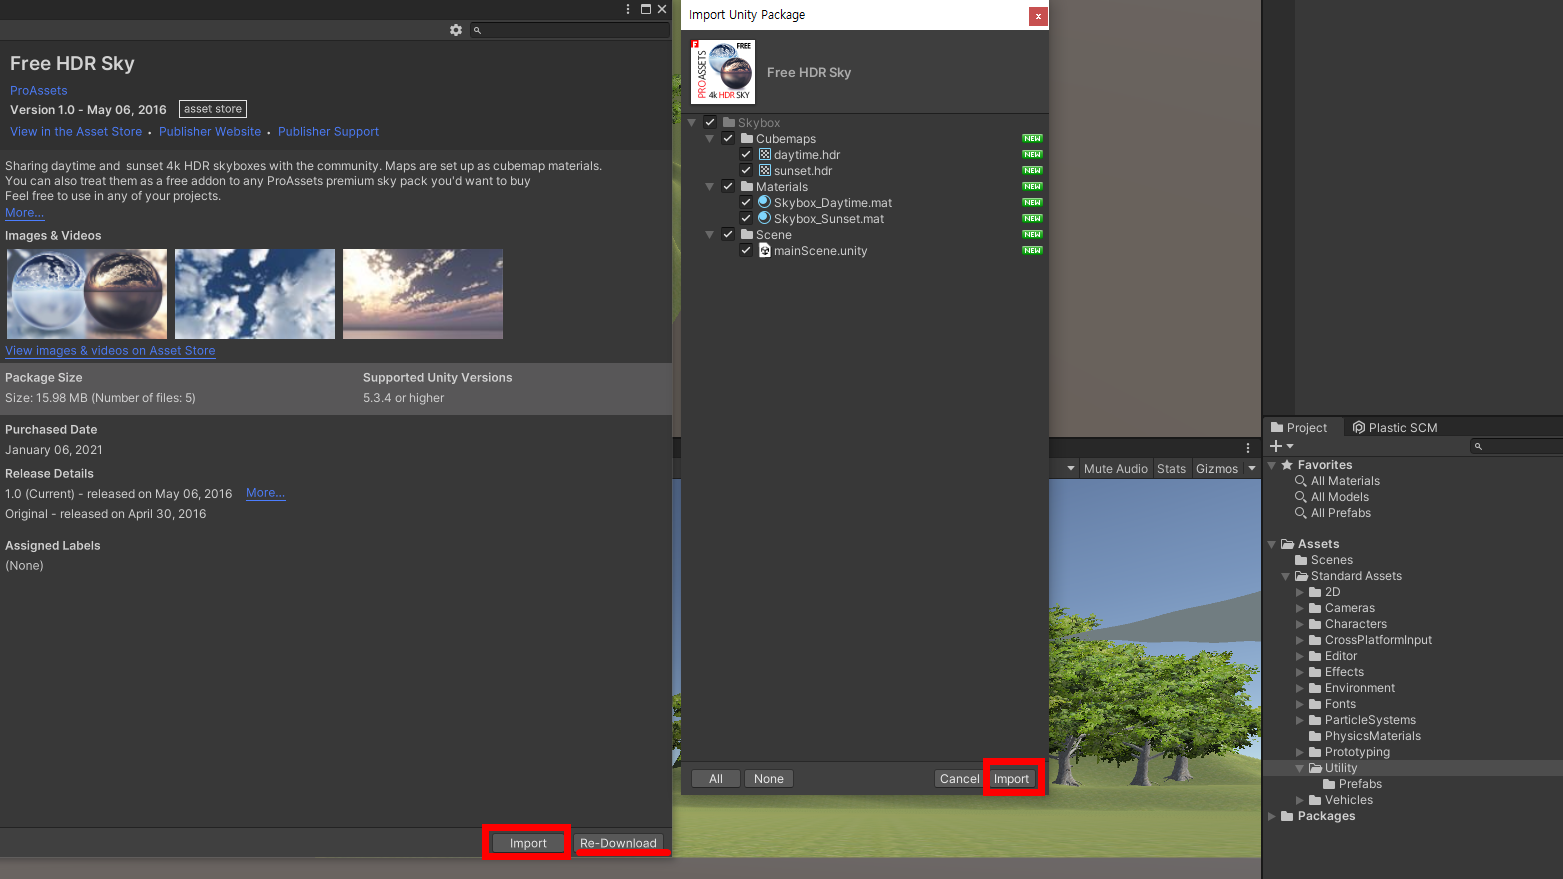 Free HDR Sky
ProAssets
Version 1.0 - May 06, 2016 asset store
View in the Asset Store • Publisher Website • Publisher Support
Sharing daytime and sunset 4k HDR skyboxes with the community. Maps are set up as cubemap materials.
You can also treat them as a free addon to any ProAssets premium sky pack you'd want to buy
Feel free to use in any of your projects.
More...
Images & Videos
View images & videos on Asset Store
Package Size
Size: 15.98 MB (Number of files: 5)
Supported Unity Versions
5.3.4 or higher
Purchased Date
January 06, 2021
Release Details
1.0 (Current) - released on May 06, 2016 More...
Original - released on April 30, 2016
Assigned Labels
(None)
Import Re-Download
Import Unity Package
x
F
FREE
PROASSETS
4k HDR SKY
Free HDR Sky
Skybox
Cubemaps NEW
daytime.hdr NEW
sunset.hdr NEW
Materials NEW
Skybox_Daytime.mat NEW
Skybox_Sunset.mat NEW
Scene NEW
mainScene.unity NEW
All None Cancel Import
Mute Audio Stats Gizmos
Project Plastic SCM
Favorites
All Materials
All Models
All Prefabs
Assets
Scenes
Standard Assets
2D
Cameras
Characters
CrossPlatformInput
Editor
Effects
Environment
Fonts
ParticleSystems
PhysicsMaterials
Prototyping
Utility
Prefabs
Vehicles
Packages